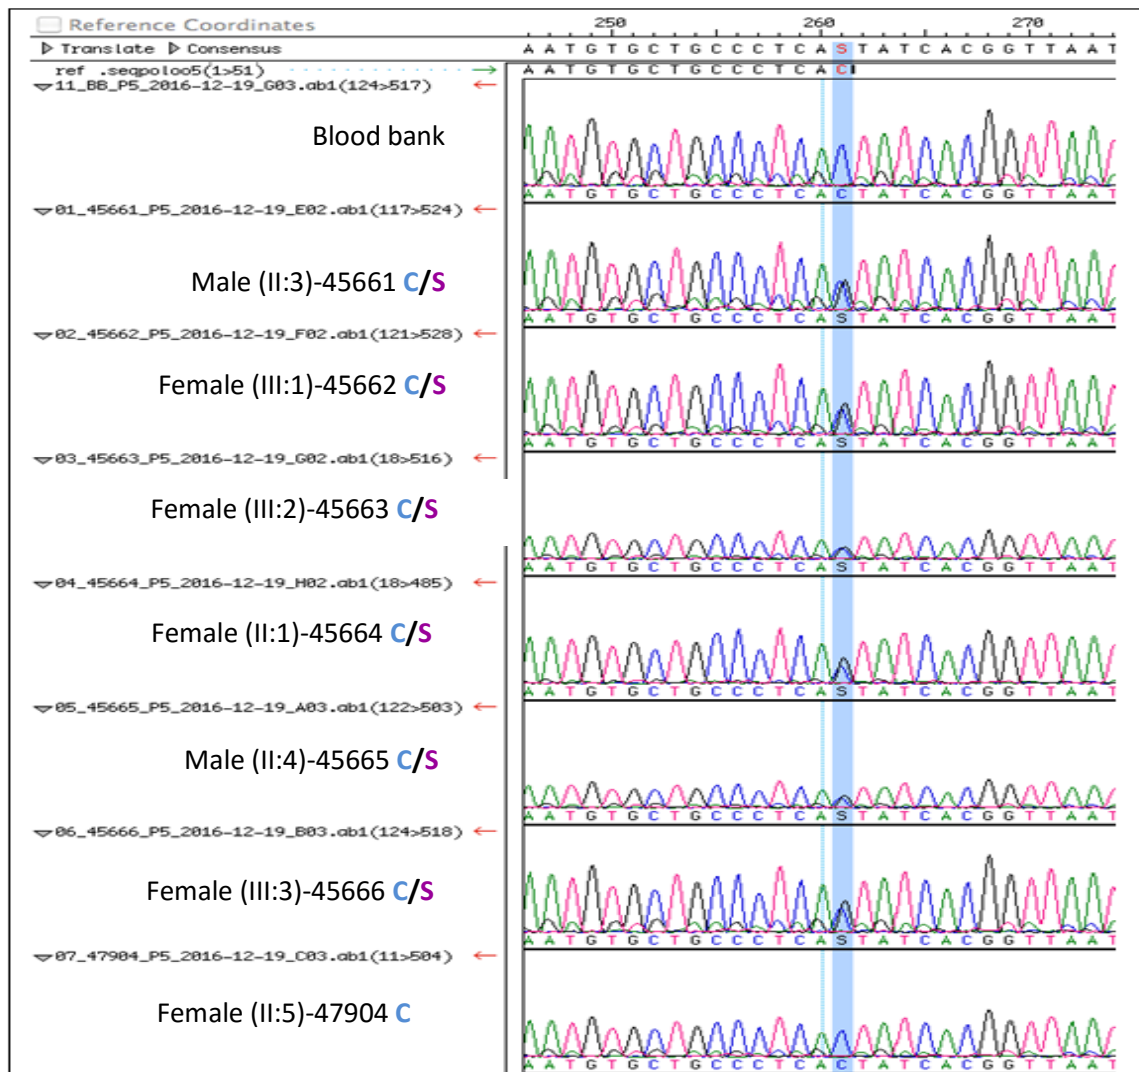 Reference Coordinates 250 260 270
Translate Consensus A A T G T G C T G C C C T C A S T A T C A C G G T T A A T
ref .seqpoloo5(1>51) A A T G T G C T G C C C T C A C
11_BB_P5_2016-12-19_G03.ab1(124>517)
Blood bank
A A T G T G C T G C C C T C A C T A T C A C G G T T A A T
01_45661_P5_2016-12-19_E02.ab1(117>524)
Male (II:3)-45661 C/S
A A T G T G C T G C C C T C A S T A T C A C G G T T A A T
02_45662_P5_2016-12-19_F02.ab1(121>528)
Female (III:1)-45662 C/S
A A T G T G C T G C C C T C A S T A T C A C G G T T A A T
03_45663_P5_2016-12-19_G02.ab1(18>516)
Female (III:2)-45663 C/S
A A T G T G C T G C C C T C A S T A T C A C G G T T A A T
04_45664_P5_2016-12-19_H02.ab1(18>485)
Female (II:1)-45664 C/S
A A T G T G C T G C C C T C A S T A T C A C G G T T A A T
05_45665_P5_2016-12-19_A03.ab1(122>503)
Male (II:4)-45665 C/S
A A T G T G C T G C C C T C A S T A T C A C G G T T A A T
06_45666_P5_2016-12-19_B03.ab1(124>518)
Female (III:3)-45666 C/S
A A T G T G C T G C C C T C A S T A T C A C G G T T A A T
07_47904_P5_2016-12-19_C03.ab1(11>504)
Female (II:5)-47904 C
A A T G T G C T G C C C T C A C T A T C A C G G T T A A T